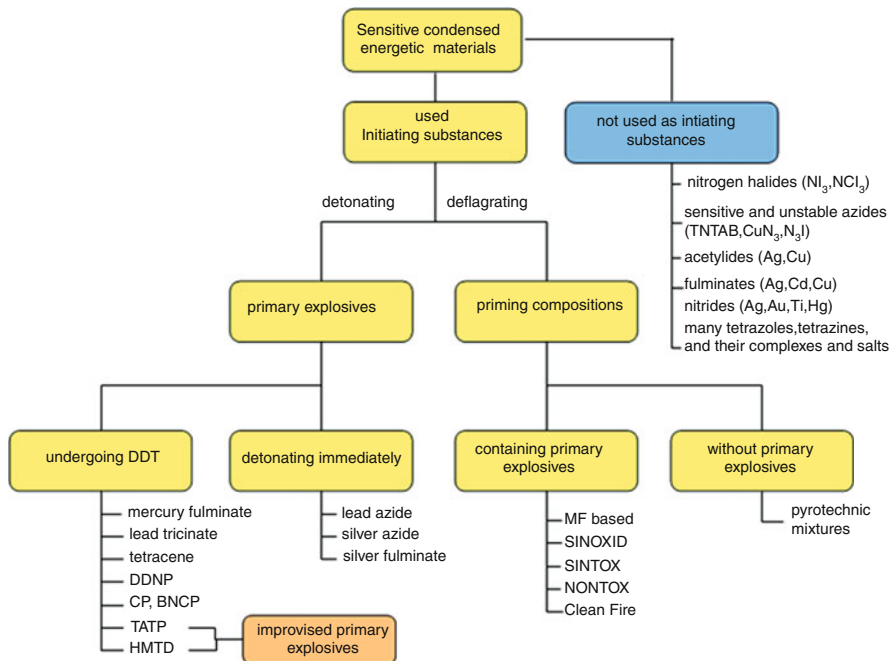 Sensitive condensed
energetic materials
used
Initiating substances
not used as intiating
substances
nitrogen halides (NI₃,NCl₃)
sensitive and unstable azides
(TNTAB,CuN₃,N₃I)
acetylides (Ag,Cu)
fulminates (Ag,Cd,Cu)
nitrides (Ag,Au,Ti,Hg)
many tetrazoles,tetrazines,
and their complexes and salts
detonating
deflagrating
primary explosives
priming compositions
undergoing DDT
detonating immediately
containing primary
explosives
without primary
explosives
mercury fulminate
lead tricinate
tetracene
DDNP
CP, BNCP
TATP
HMTD
improvised primary
explosives
lead azide
silver azide
silver fulminate
MF based
SINOXID
SINTOX
NONTOX
Clean Fire
pyrotechnic
mixtures